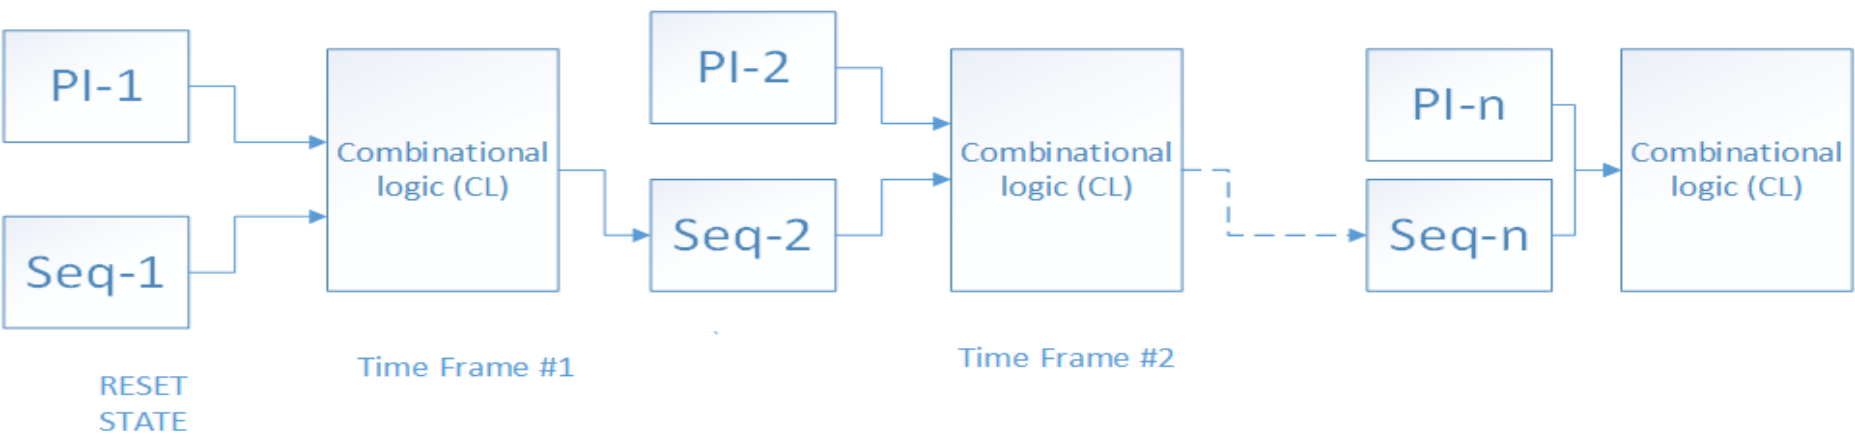 PI-1
Seq-1
RESET
STATE
Combinational
logic (CL)
Time Frame #1
PI-2
Seq-2
Combinational
logic (CL)
Time Frame #2
PI-n
Seq-n
Combinational
logic (CL)